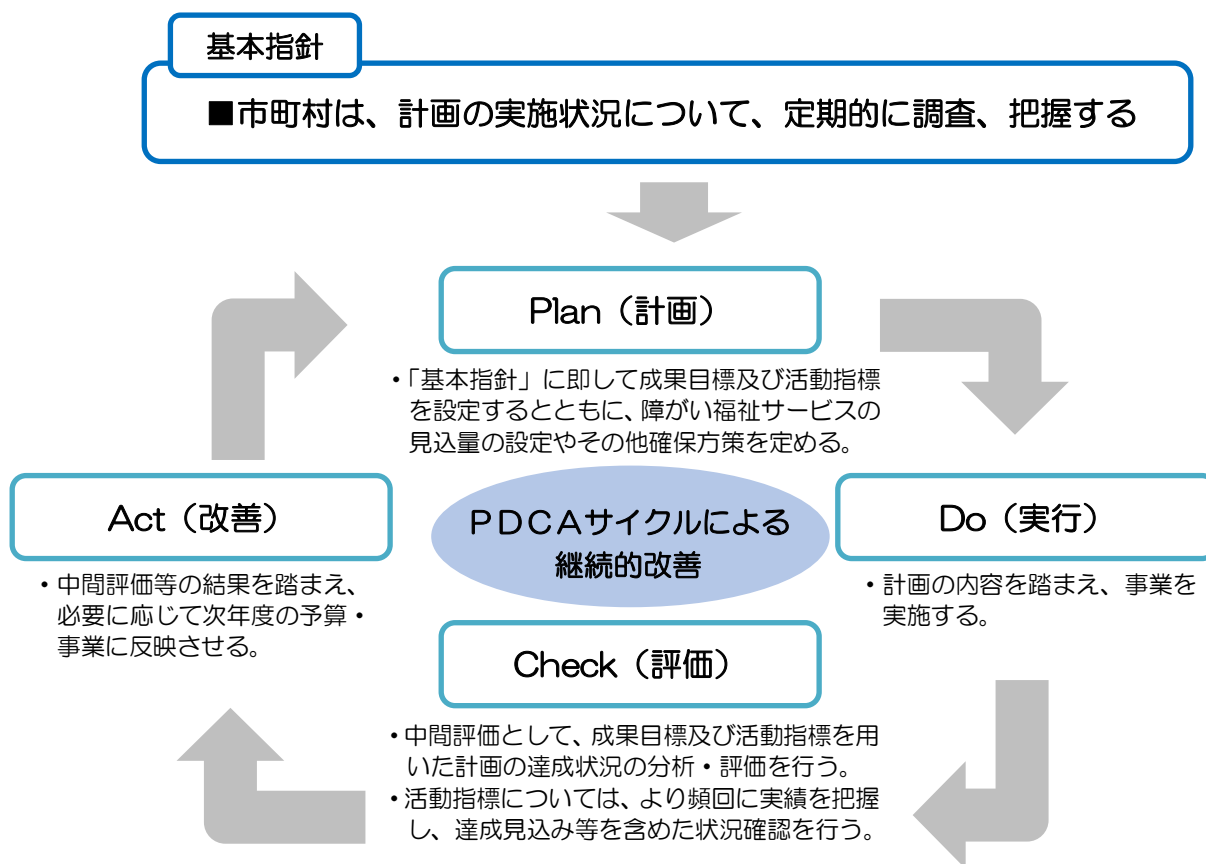 基本指針
■市町村は、計画の実施状況について、定期的に調査、把握する
Plan（計画）
・「基本指針」に即して成果目標及び活動指標
を設定するとともに、障がい福祉サービスの
見込量の設定やその他確保方策を定める。
Act（改善）
・中間評価等の結果を踏まえ、
必要に応じて次年度の予算・
事業に反映させる。
ＰＤＣＡサイクルによる
継続的改善
Do（実行）
・計画の内容を踏まえ、事業を
実施する。
Check（評価）
・中間評価として、成果目標及び活動指標を用
いた計画の達成状況の分析・評価を行う。
・活動指標については、より頻回に実績を把握
し、達成見込み等を含めた状況確認を行う。